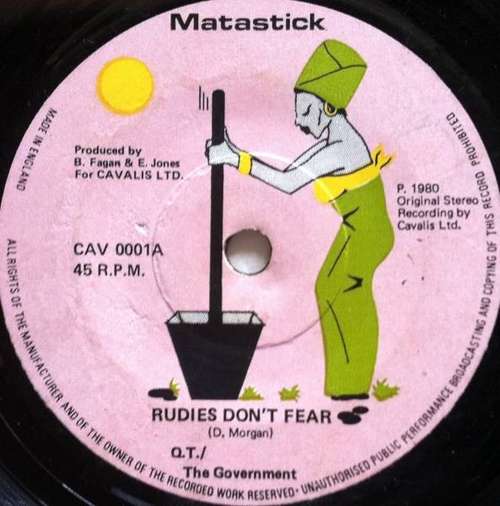 Matastick
Produced by
B. Fagan & E. Jones
For CAVALIS LTD.
CAV 0001A
45 R.P.M.
P. 1980
Original Stereo
Recording by
Cavalis Ltd.
RUDIES DON'T FEAR
(D. Morgan)
Q.T./
The Government
MADE IN ENGLAND
ALL RIGHTS OF THE MANUFACTURER AND OF THE OWNER OF THE RECORDED WORK RESERVED · UNAUTHORISED PUBLIC PERFORMANCE BROADCASTING AND COPYING OF THIS RECORD PROHIBITED